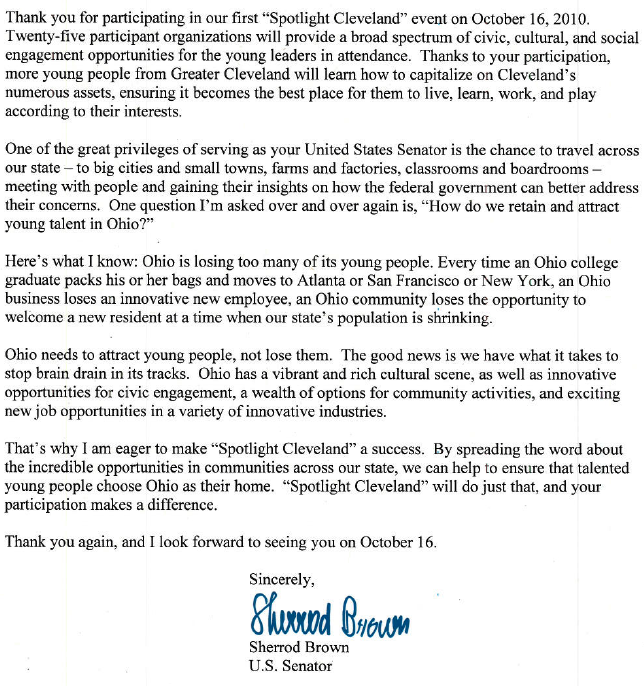 Thank you for participating in our first “Spotlight Cleveland” event on October 16, 2010.
Twenty-five participant organizations will provide a broad spectrum of civic, cultural, and social
engagement opportunities for the young leaders in attendance.  Thanks to your participation,
more young people from Greater Cleveland will learn how to capitalize on Cleveland’s
numerous assets, ensuring it becomes the best place for them to live, learn, work, and play
according to their interests.

One of the great privileges of serving as your United States Senator is the chance to travel across
our state – to big cities and small towns, farms and factories, classrooms and boardrooms –
meeting with people and gaining their insights on how the federal government can better address
their concerns.  One question I’m asked over and over again is, “How do we retain and attract
young talent in Ohio?”

Here’s what I know: Ohio is losing too many of its young people. Every time an Ohio college
graduate packs his or her bags and moves to Atlanta or San Francisco or New York, an Ohio
business loses an innovative new employee, an Ohio community loses the opportunity to
welcome a new resident at a time when our state’s population is shrinking.

Ohio needs to attract young people, not lose them.  The good news is we have what it takes to
stop brain drain in its tracks.  Ohio has a vibrant and rich cultural scene, as well as innovative
opportunities for civic engagement, a wealth of options for community activities, and exciting
new job opportunities in a variety of innovative industries.

That’s why I am eager to make “Spotlight Cleveland” a success.  By spreading the word about
the incredible opportunities in communities across our state, we can help to ensure that talented
young people choose Ohio as their home.  “Spotlight Cleveland” will do just that, and your
participation makes a difference.

Thank you again, and I look forward to seeing you on October 16.

Sincerely,
Sherrod Brown
Sherrod Brown
U.S. Senator